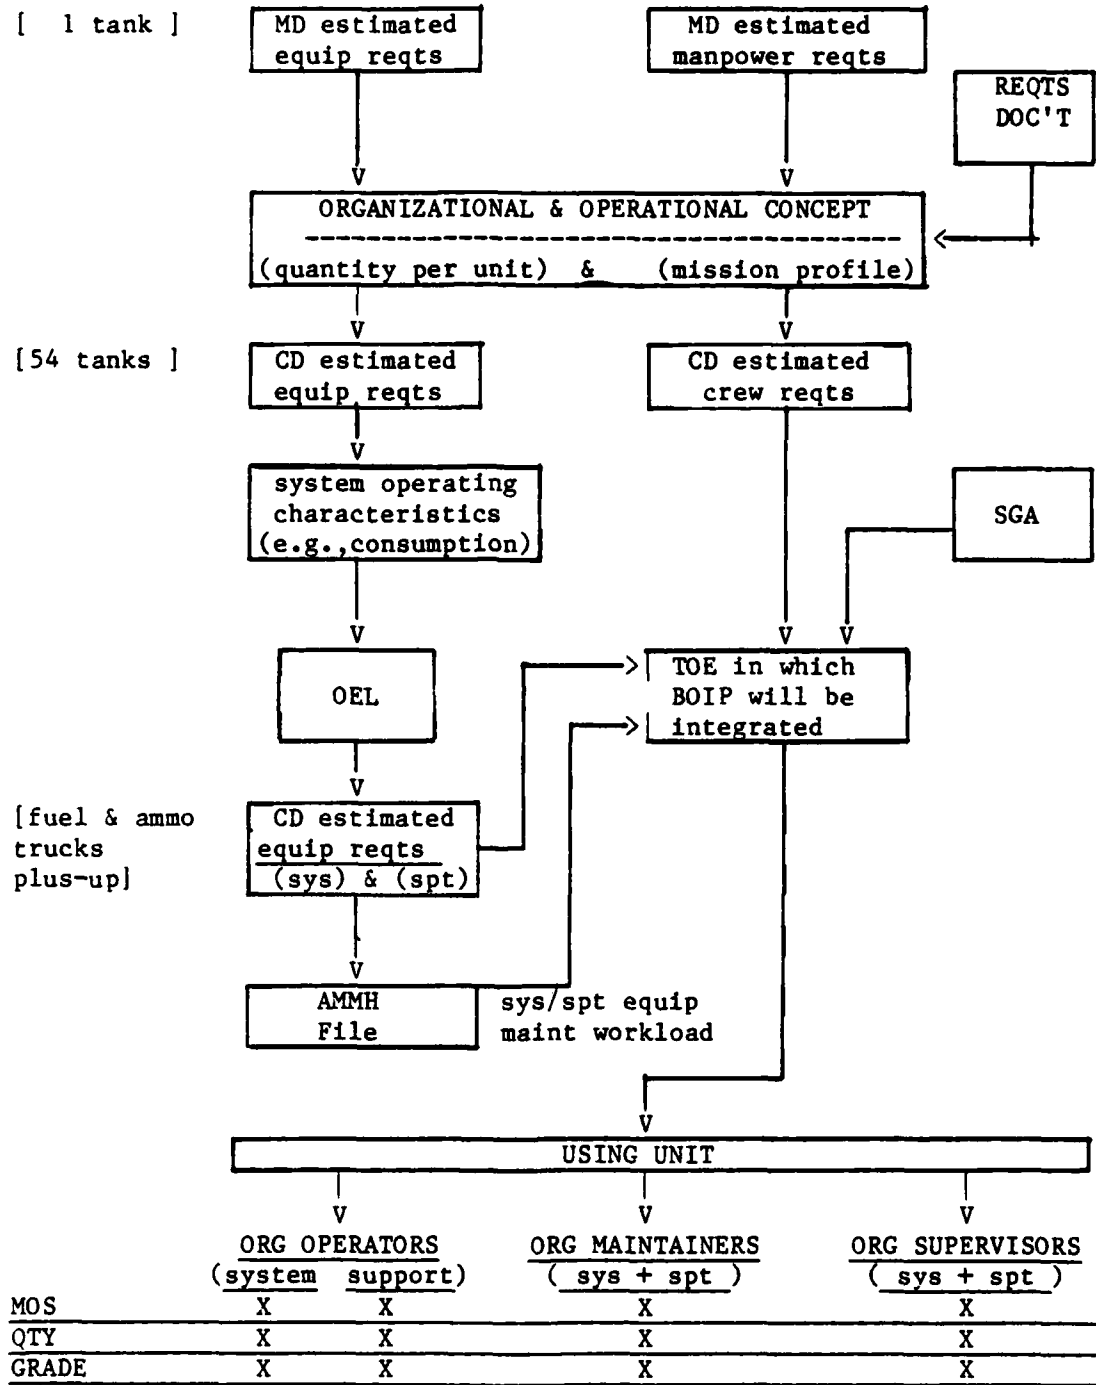 [ 1 tank ]
MD estimated
equip reqts
MD estimated
manpower reqts
REQTS
DOC'T
ORGANIZATIONAL & OPERATIONAL CONCEPT
(quantity per unit) & (mission profile)
[54 tanks ]
CD estimated
equip reqts
CD estimated
crew reqts
system operating
characteristics
(e.g.,consumption)
SGA
OEL
TOE in which
BOIP will be
integrated
[fuel & ammo
trucks
plus-up]
CD estimated
equip reqts
(sys) & (spt)
AMMH
File
sys/spt equip
maint workload
USING UNIT
ORG OPERATORS
(system support)
ORG MAINTAINERS
( sys + spt )
ORG SUPERVISORS
( sys + spt )
MOS X X X X
QTY X X X X
GRADE X X X X